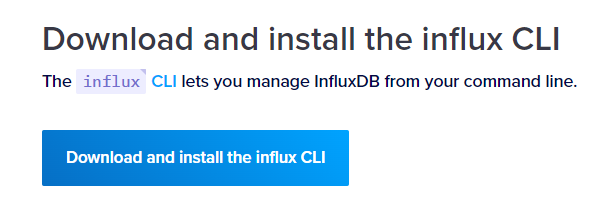 Download and install the influx CLI
The influx CLI lets you manage InfluxDB from your command line.
Download and install the influx CLI